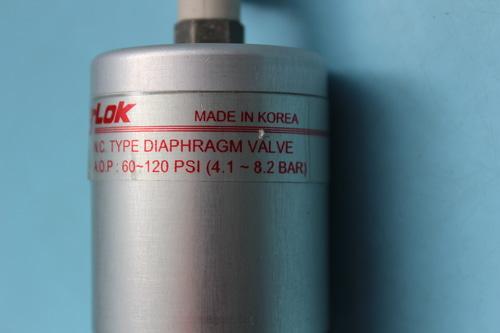 -Lok MADE IN KOREA
N.C. TYPE DIAPHRAGM VALVE
A.O.P : 60~120 PSI (4.1 ~ 8.2 BAR)